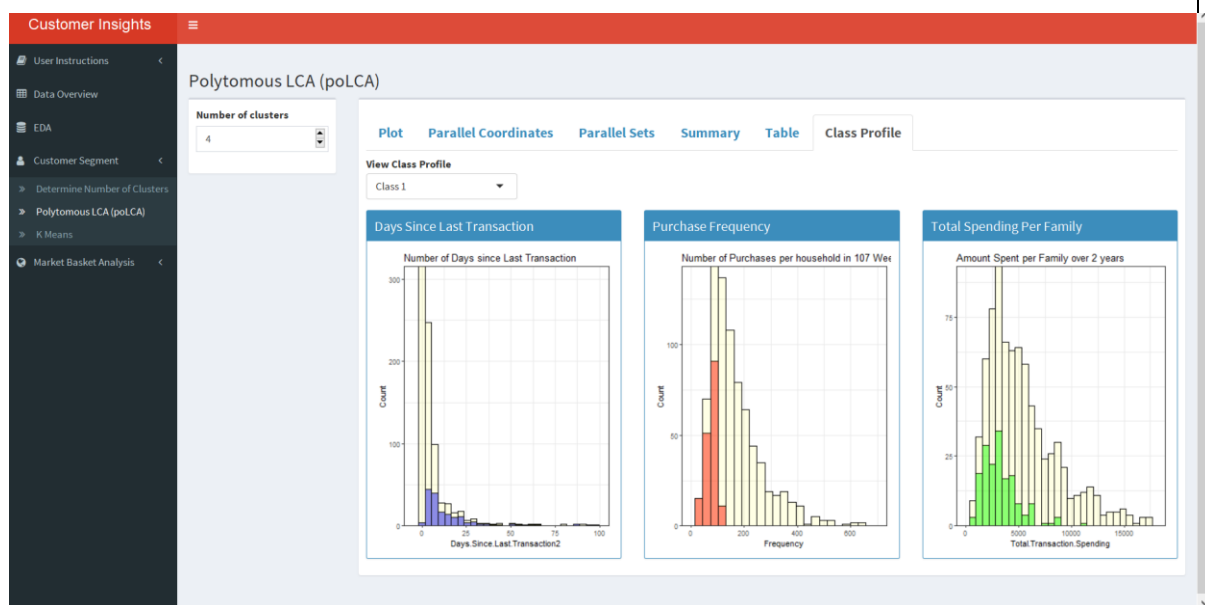 Customer Insights
User Instructions
Data Overview
EDA
Customer Segment
Determine Number of Clusters
Polytomous LCA (poLCA)
K Means
Market Basket Analysis
Polytomous LCA (poLCA)
Number of clusters
4
Plot Parallel Coordinates Parallel Sets Summary Table Class Profile
View Class Profile
Class 1
Days Since Last Transaction
Number of Days since Last Transaction
300
200
100
0
Count
0 25 50 75 100
Days.Since.Last.Transaction2
Purchase Frequency
Number of Purchases per household in 107 Wee
100
50
0
Count
0 200 400 600
Frequency
Total Spending Per Family
Amount Spent per Family over 2 years
75
50
25
0
Count
0 5000 10000 15000
Total.Transaction.Spending